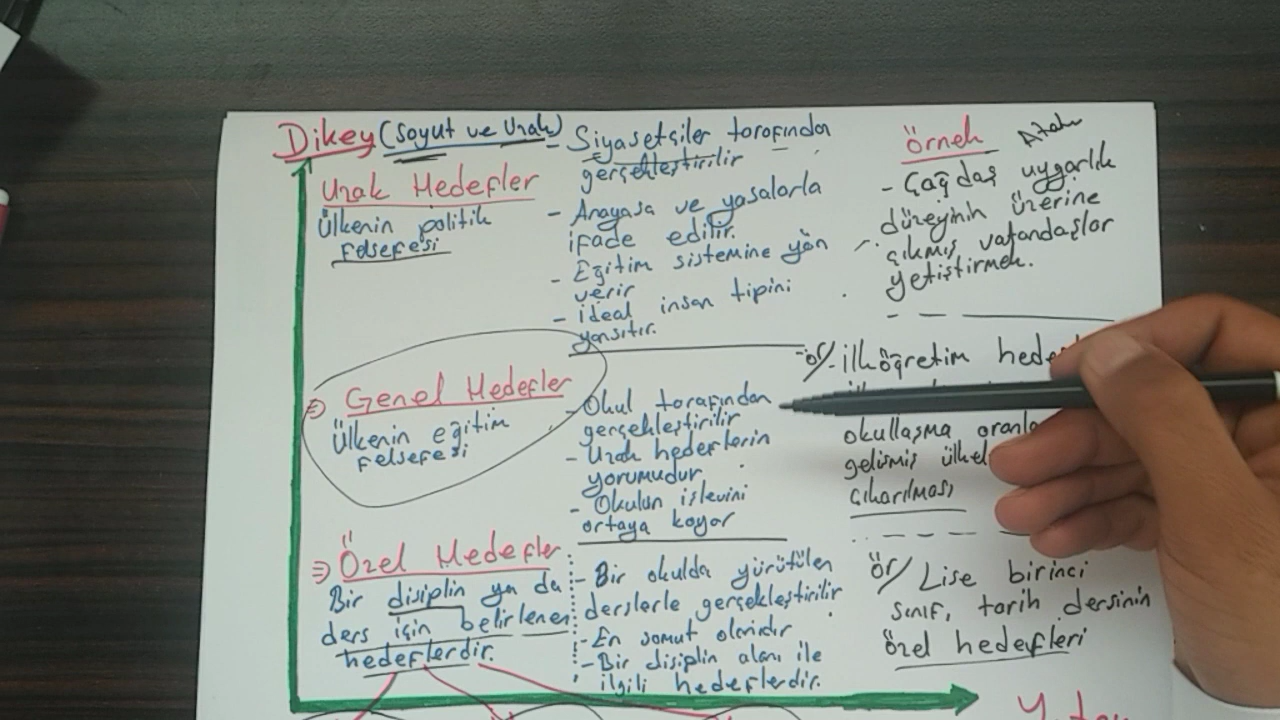 Dikey (soyut ve uzak)
Uzak Hedefler
Ülkenin politik
felsefesi
- Siyasetçiler tarafından
gerçekleştirilir
- Anayasa ve yasalarla
ifade edilir.
- Eğitim sistemine yön
verir
- ideal insan tipini
yansıtır.
Örnek
- Çağdaş uygarlık
düzeyinin üzerine
çıkmış vatandaşlar
yetiştirmek.
Genel Hedefler
Ülkenin eğitim
felsefesi
- Okul tarafından
gerçekleştirilir
- Uzak hedeflerin
yorumudur
- Okulun işlevini
ortaya koyar
ör/ ilköğretim
okullaşma
gelişmiş
çıkarılması
Özel Hedefler
Bir disiplin ya da
ders için belirlenen
hedeflerdir.
- Bir okulda yürütülen
derslerle gerçekleştirilir
- En somut olanıdır
- Bir disiplin alanı ile
ilgili hedeflerdir.
ör/ Lise birinci
sınıf, tarih dersinin
özel hedefleri